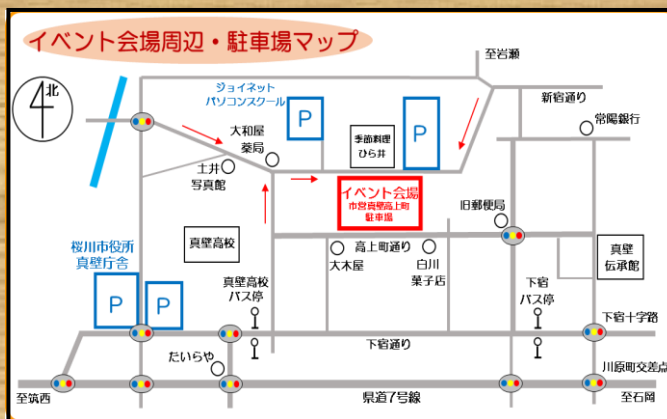 イベント会場周辺・駐車場マップ
至岩瀬
北
ジョイネット
パソコンスクール
P
P
新宿通り
常陽銀行
大和屋
薬局
季節料理
ひら井
土井
写真館
イベント会場
市営真壁高上町
駐車場
旧郵便局
桜川市役所
真壁庁舎
真壁高校
高上町通り
大木屋
白川
菓子店
真壁
伝承館
P
P
真壁高校
バス停
下宿
バス停
下宿十字路
下宿通り
たいらや
川原町交差点
至筑西
県道7号線
至石岡